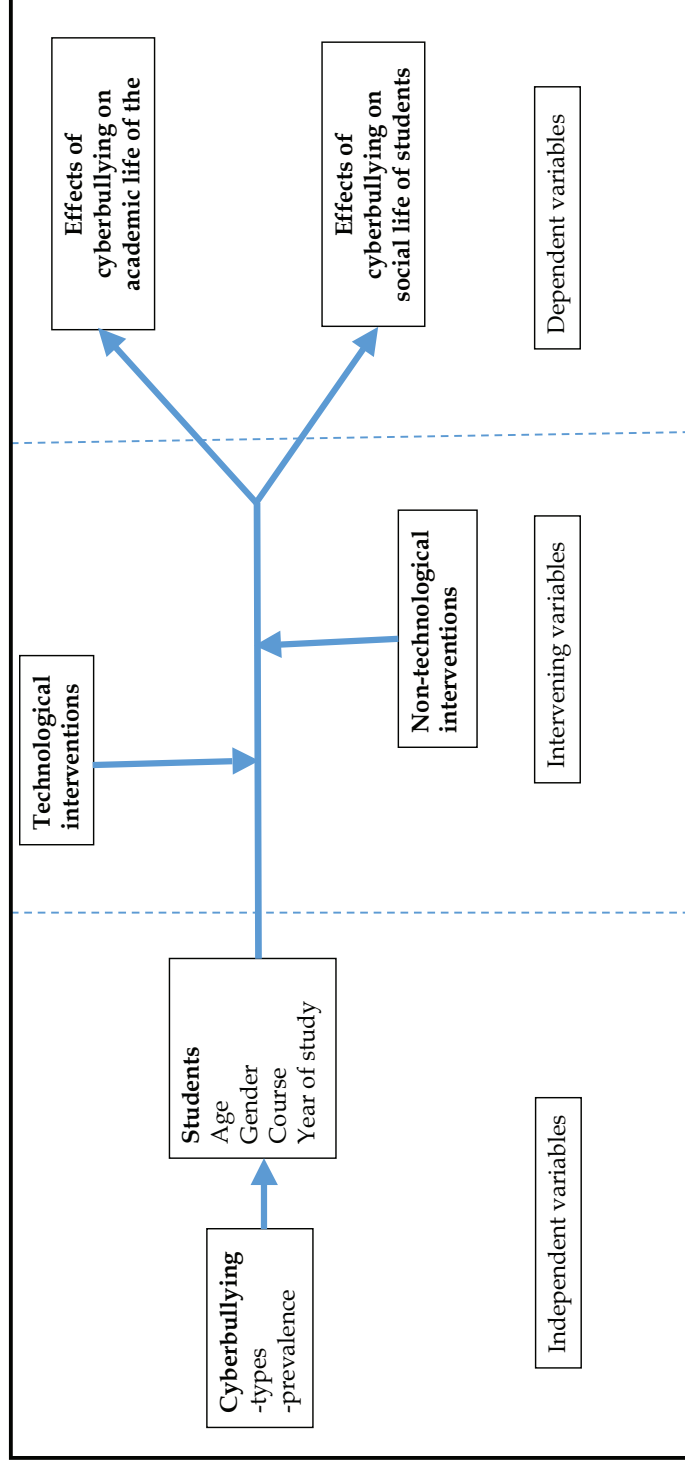 Cyberbullying
-types
-prevalence
Students
Age
Gender
Course
Year of study
Technological
interventions
Non-technological
interventions
Effects of
cyberbullying on
academic life of the
Effects of
cyberbullying on
social life of students
Independent variables
Intervening variables
Dependent variables